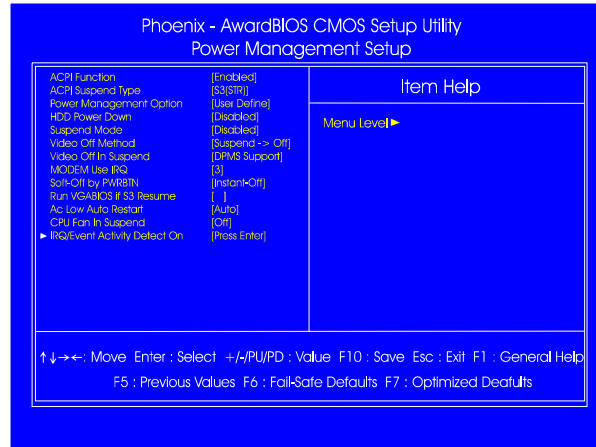 Phoenix - AwardBIOS CMOS Setup Utility
Power Management Setup
ACPI Function [Enabled]
ACPI Suspend Type [S3(STR)]
Power Management Option [User Define]
HDD Power Down [Disabled]
Suspend Mode [Disabled]
Video Off Method [Suspend -> Off]
Video Off In Suspend [DPMS Support]
MODEM Use IRQ [3]
Soft-Off by PWRBTN [Instant-Off]
Run VGABIOS if S3 Resume [ ]
Ac Low Auto Restart [Auto]
CPU Fan In Suspend [Off]
► IRQ/Event Activity Detect On [Press Enter]
Item Help
Menu Level ►
↑↓→←: Move Enter : Select +/-/PU/PD : Value F10 : Save Esc : Exit F1 : General Help
F5 : Previous Values F6 : Fail-Safe Defaults F7 : Optimized Deafults